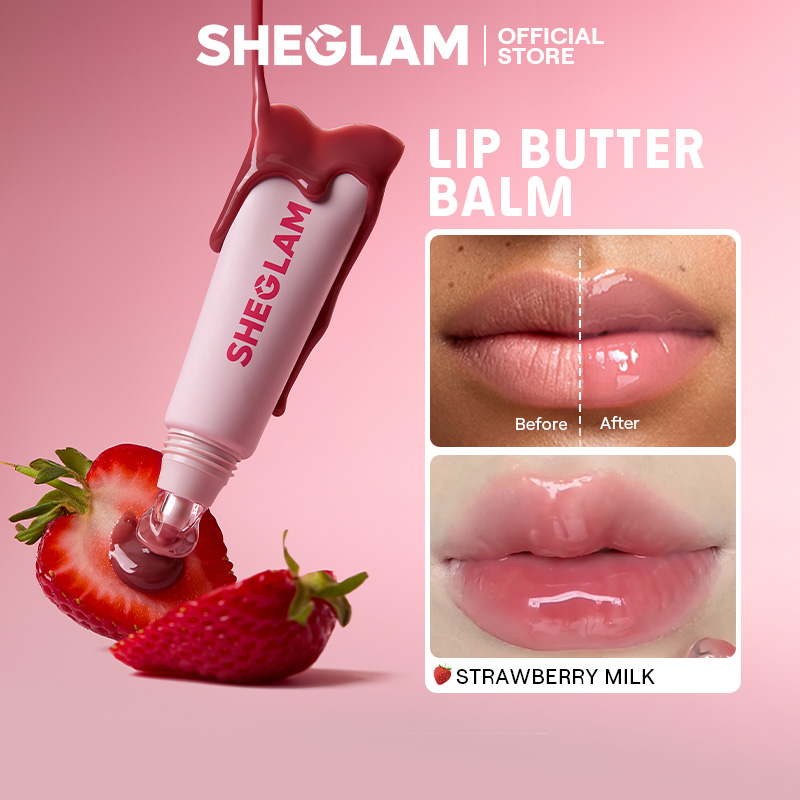 SHEGLAM
OFFICIAL
STORE
LIP BUTTER
BALM
SHEGLAM
Before
After
STRAWBERRY MILK